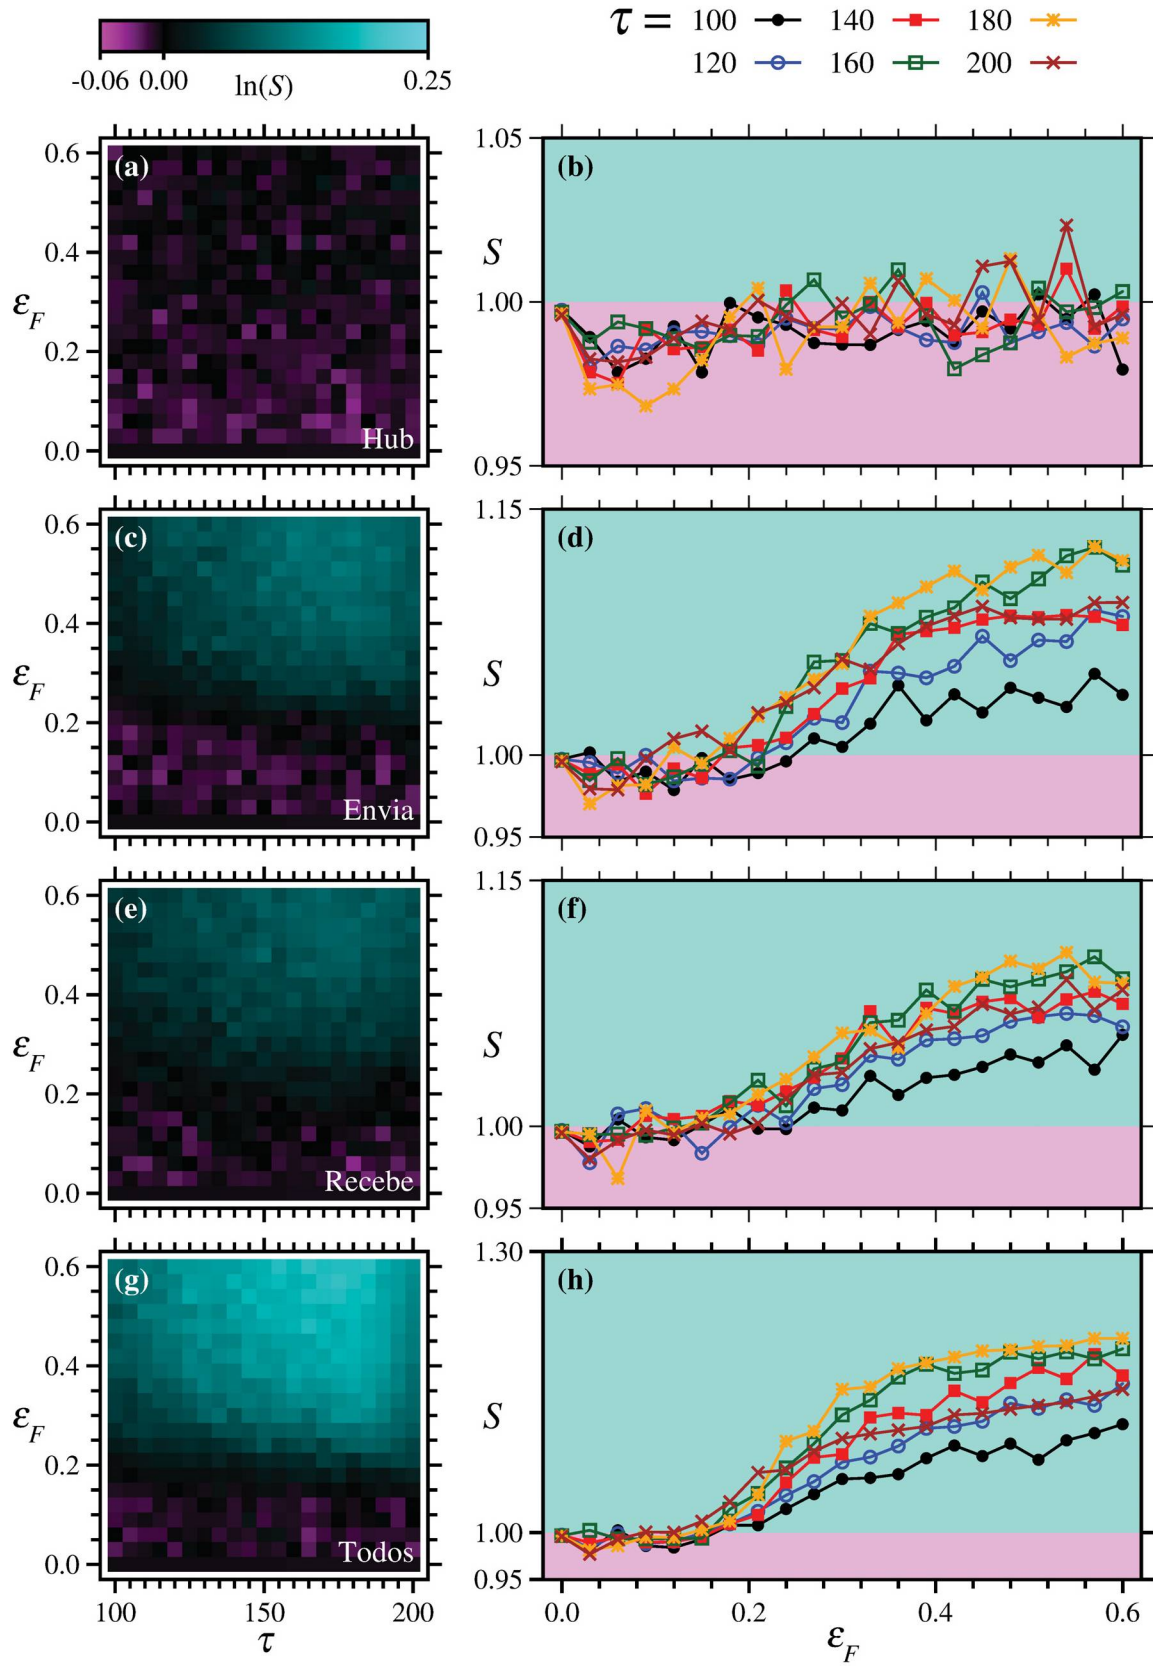 τ = 100 140 180
120 160 200
-0.06 0.00 ln(S) 0.25
(a)
0.6
0.4
ε_F
0.2
0.0
Hub
(b)
1.05
S
1.00
0.95
(c)
0.6
0.4
ε_F
0.2
0.0
Envia
(d)
1.15
S
1.00
0.95
(e)
0.6
0.4
ε_F
0.2
0.0
Recebe
(f)
1.15
S
1.00
0.95
(g)
0.6
0.4
ε_F
0.2
0.0
Todos
100 150 200
τ
(h)
1.30
S
1.00
0.95
0.0 0.2 0.4 0.6
ε_F